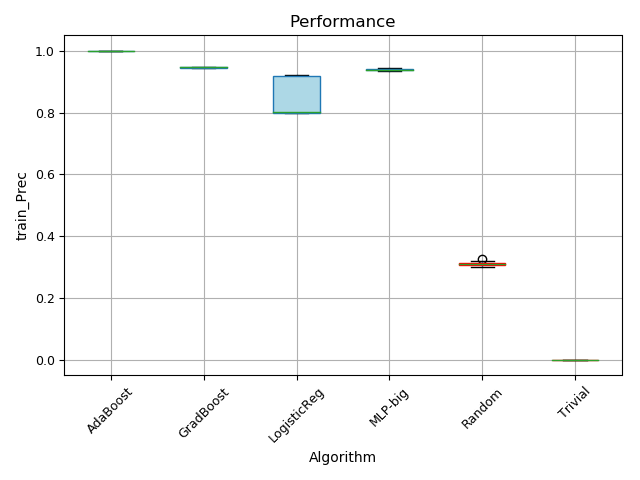 Performance
train_Prec
1.0
0.8
0.6
0.4
0.2
0.0
AdaBoost
GradBoost
LogisticReg
MLP-big
Random
Trivial
Algorithm